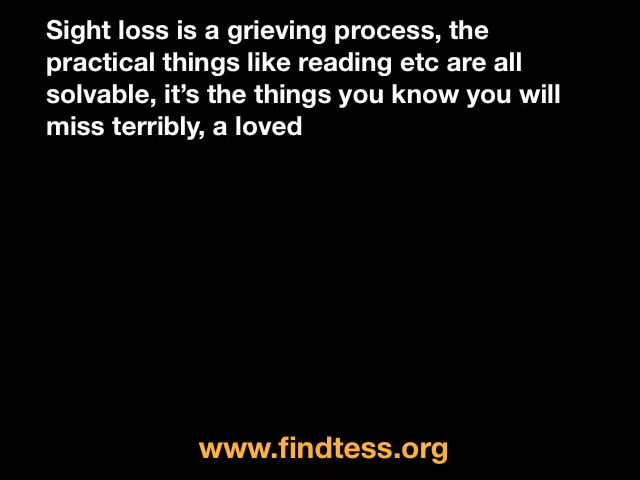 Sight loss is a grieving process, the
practical things like reading etc are all
solvable, it’s the things you know you will
miss terribly, a loved
www.findtess.org